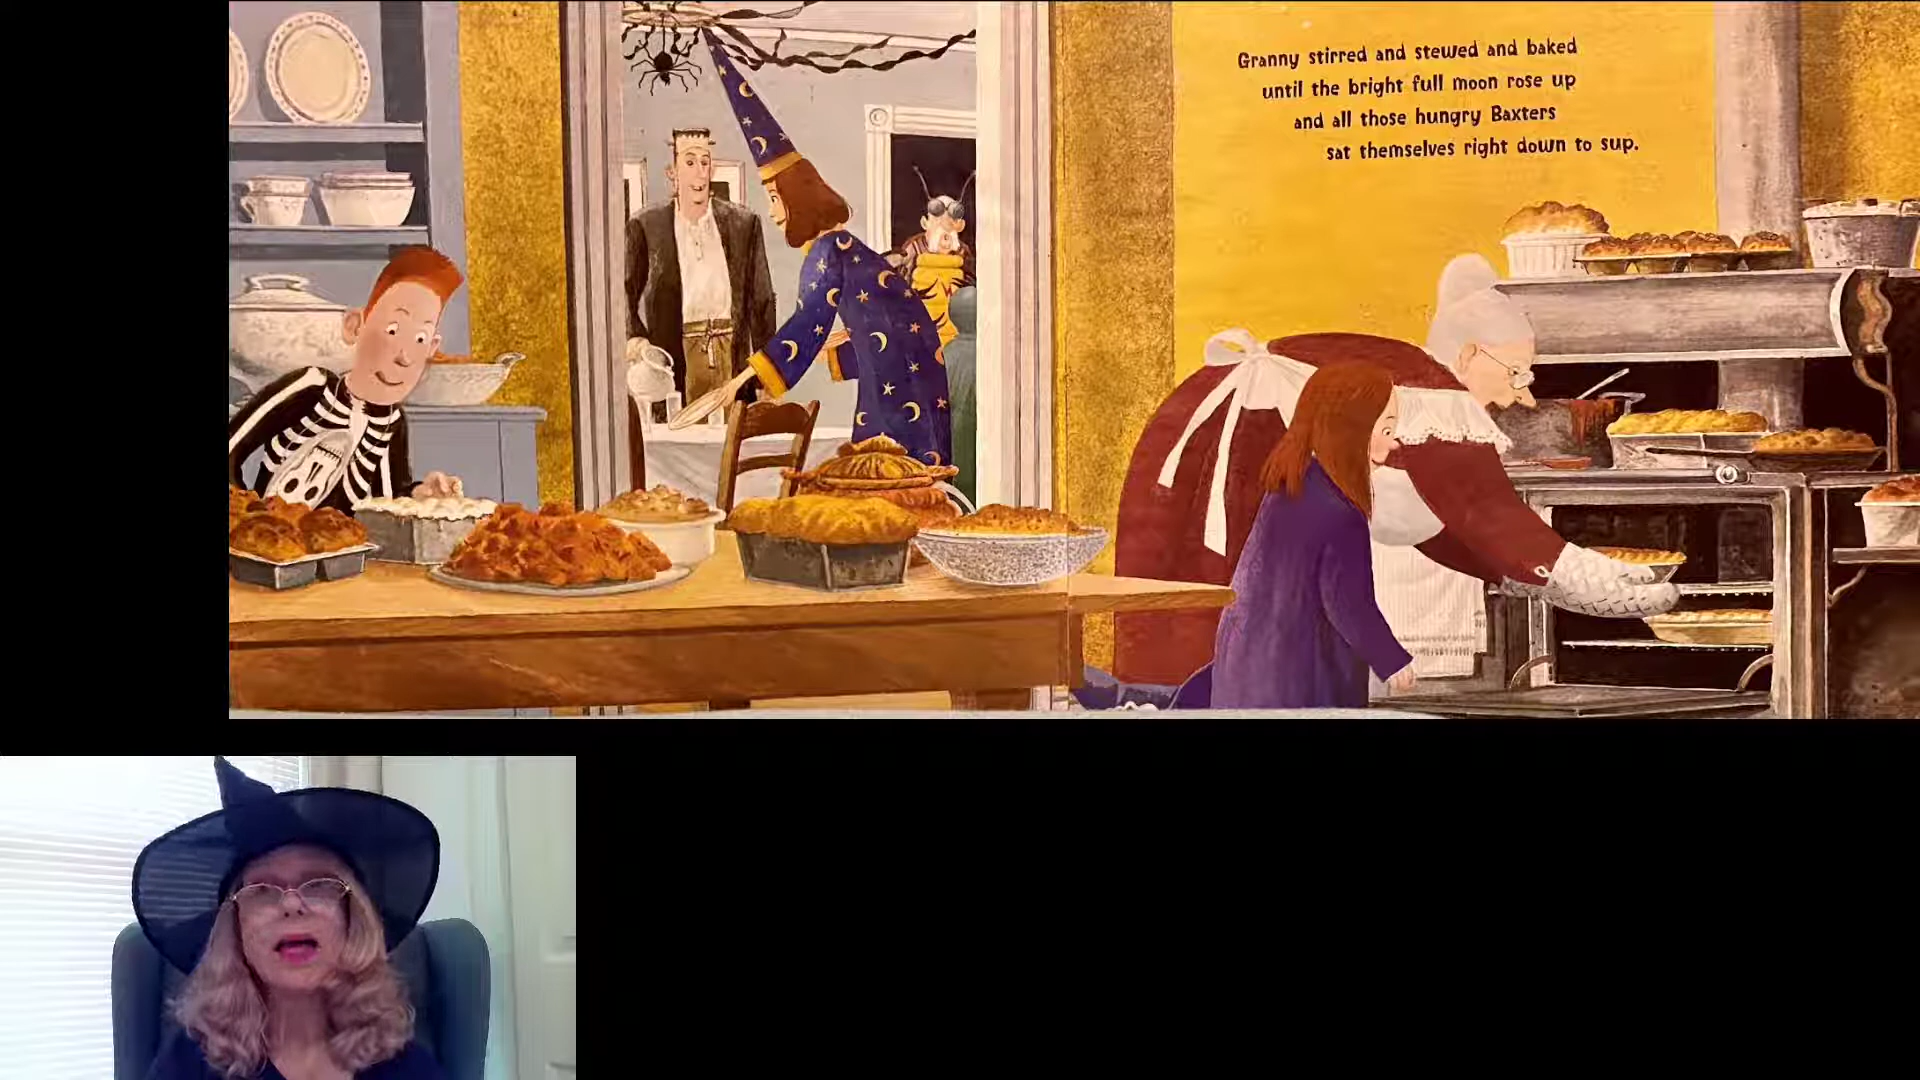 Granny stirred and stewed and baked
until the bright full moon rose up
and all those hungry Baxters
sat themselves right down to sup.